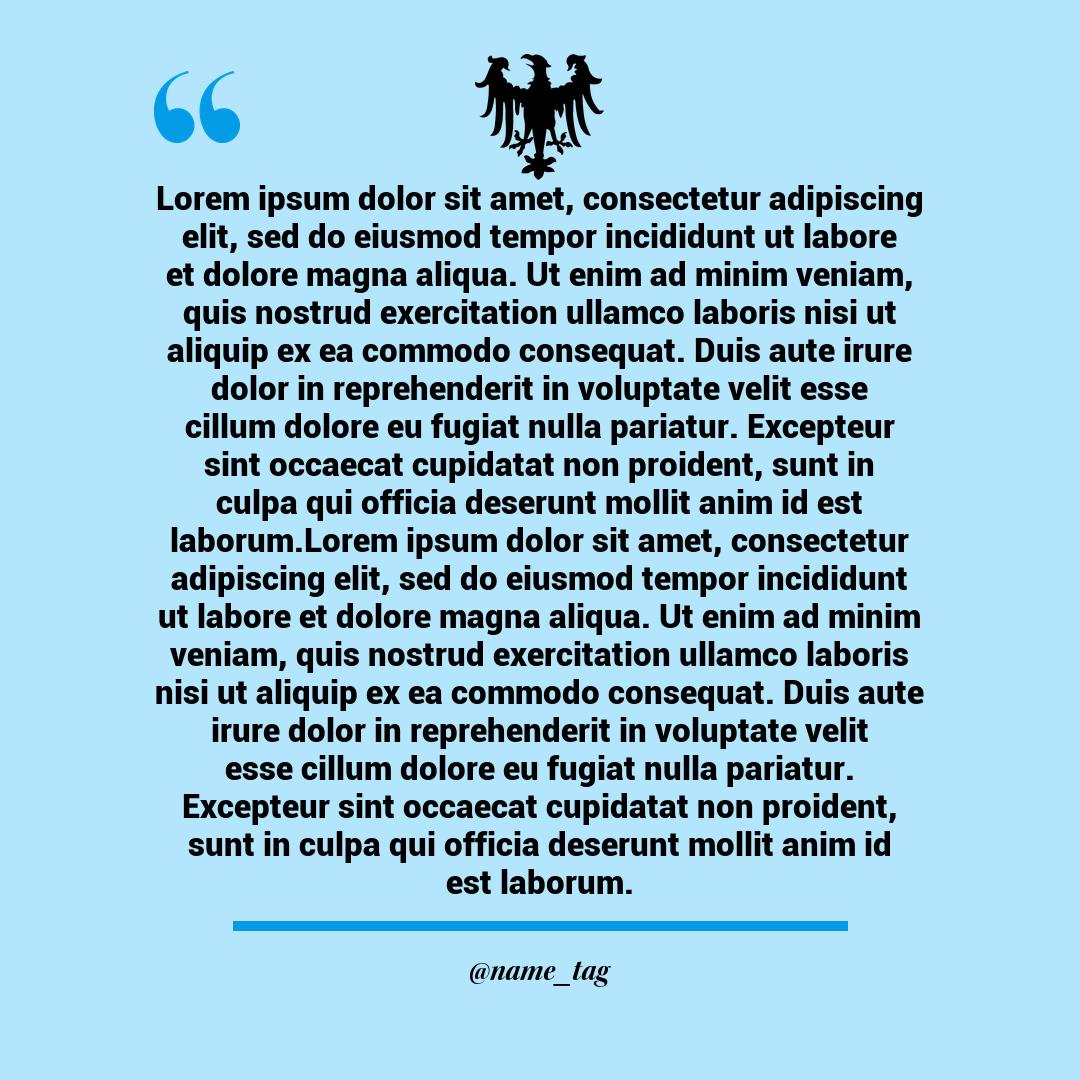 Lorem ipsum dolor sit amet, consectetur adipiscing
elit, sed do eiusmod tempor incididunt ut labore
et dolore magna aliqua. Ut enim ad minim veniam,
quis nostrud exercitation ullamco laboris nisi ut
aliquip ex ea commodo consequat. Duis aute irure
dolor in reprehenderit in voluptate velit esse
cillum dolore eu fugiat nulla pariatur. Excepteur
sint occaecat cupidatat non proident, sunt in
culpa qui officia deserunt mollit anim id est
laborum.Lorem ipsum dolor sit amet, consectetur
adipiscing elit, sed do eiusmod tempor incididunt
ut labore et dolore magna aliqua. Ut enim ad minim
veniam, quis nostrud exercitation ullamco laboris
nisi ut aliquip ex ea commodo consequat. Duis aute
irure dolor in reprehenderit in voluptate velit
esse cillum dolore eu fugiat nulla pariatur.
Excepteur sint occaecat cupidatat non proident,
sunt in culpa qui officia deserunt mollit anim id
est laborum.
@name_tag